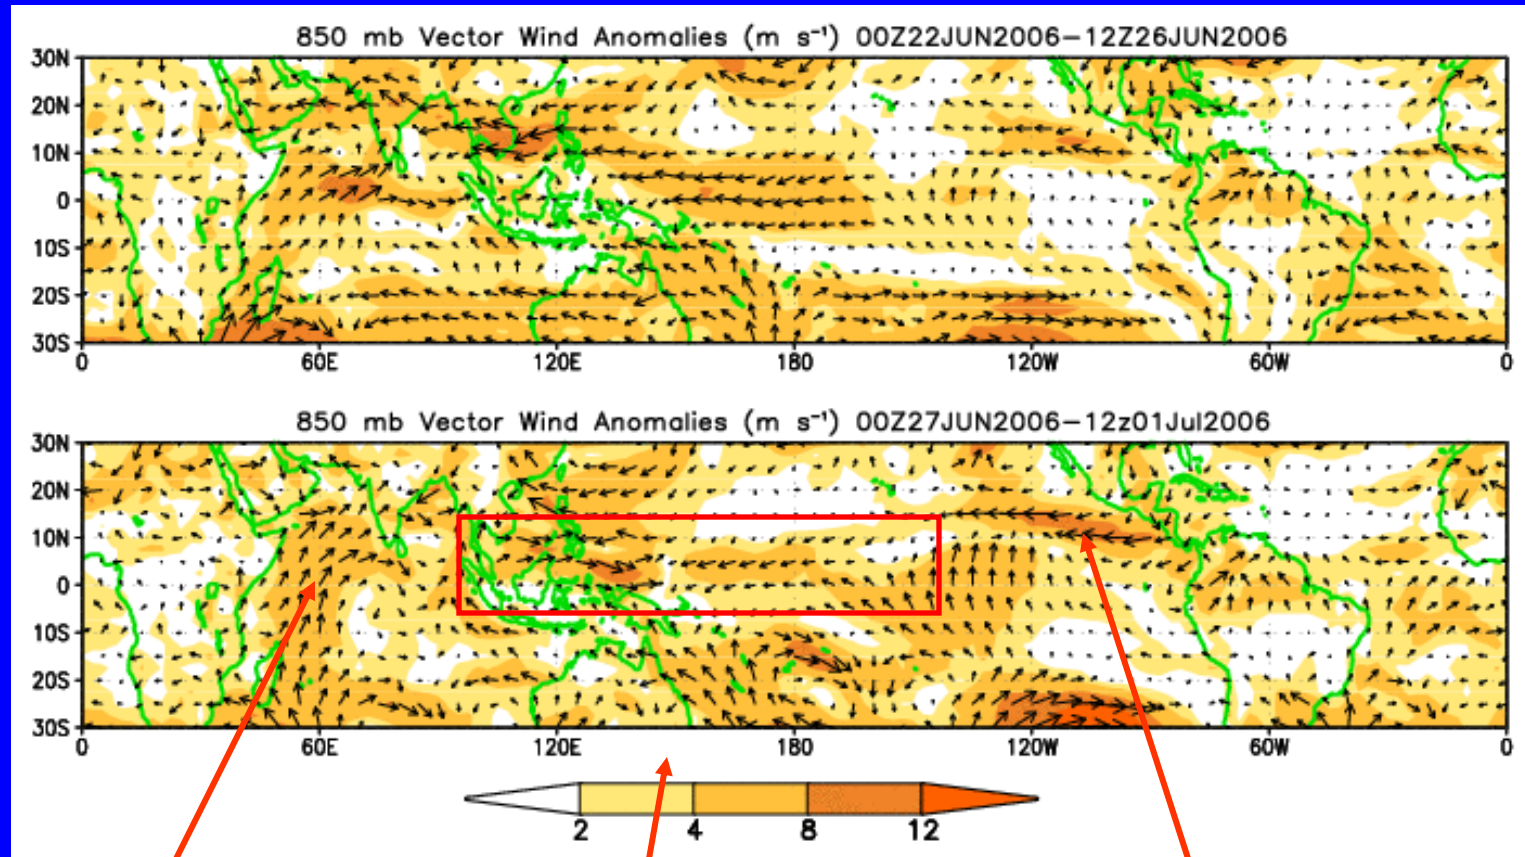 850 mb Vector Wind Anomalies (m s⁻¹) 00Z22JUN2006–12Z26JUN2006
30N
20N
10N
0
10S
20S
30S
0 60E 120E 180 120W 60W 0
850 mb Vector Wind Anomalies (m s⁻¹) 00Z27JUN2006–12z01Jul2006
30N
20N
10N
0
10S
20S
30S
0 60E 120E 180 120W 60W 0
2 4 8 12